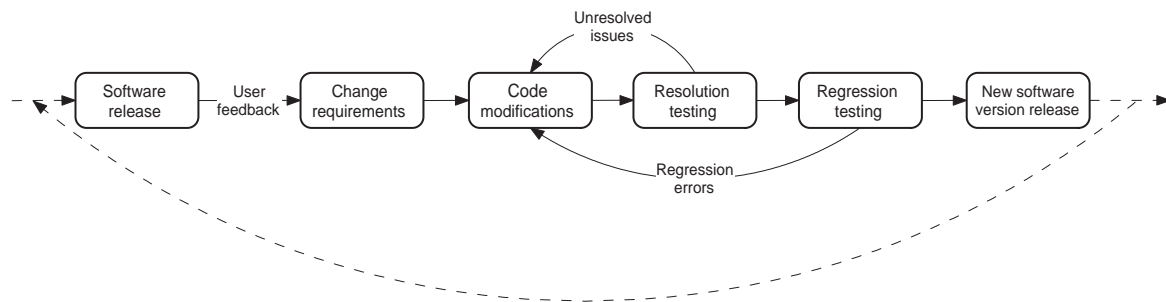 Unresolved
issues
Software
release
User
feedback
Change
requirements
Code
modifications
Resolution
testing
Regression
testing
New software
version release
Regression
errors